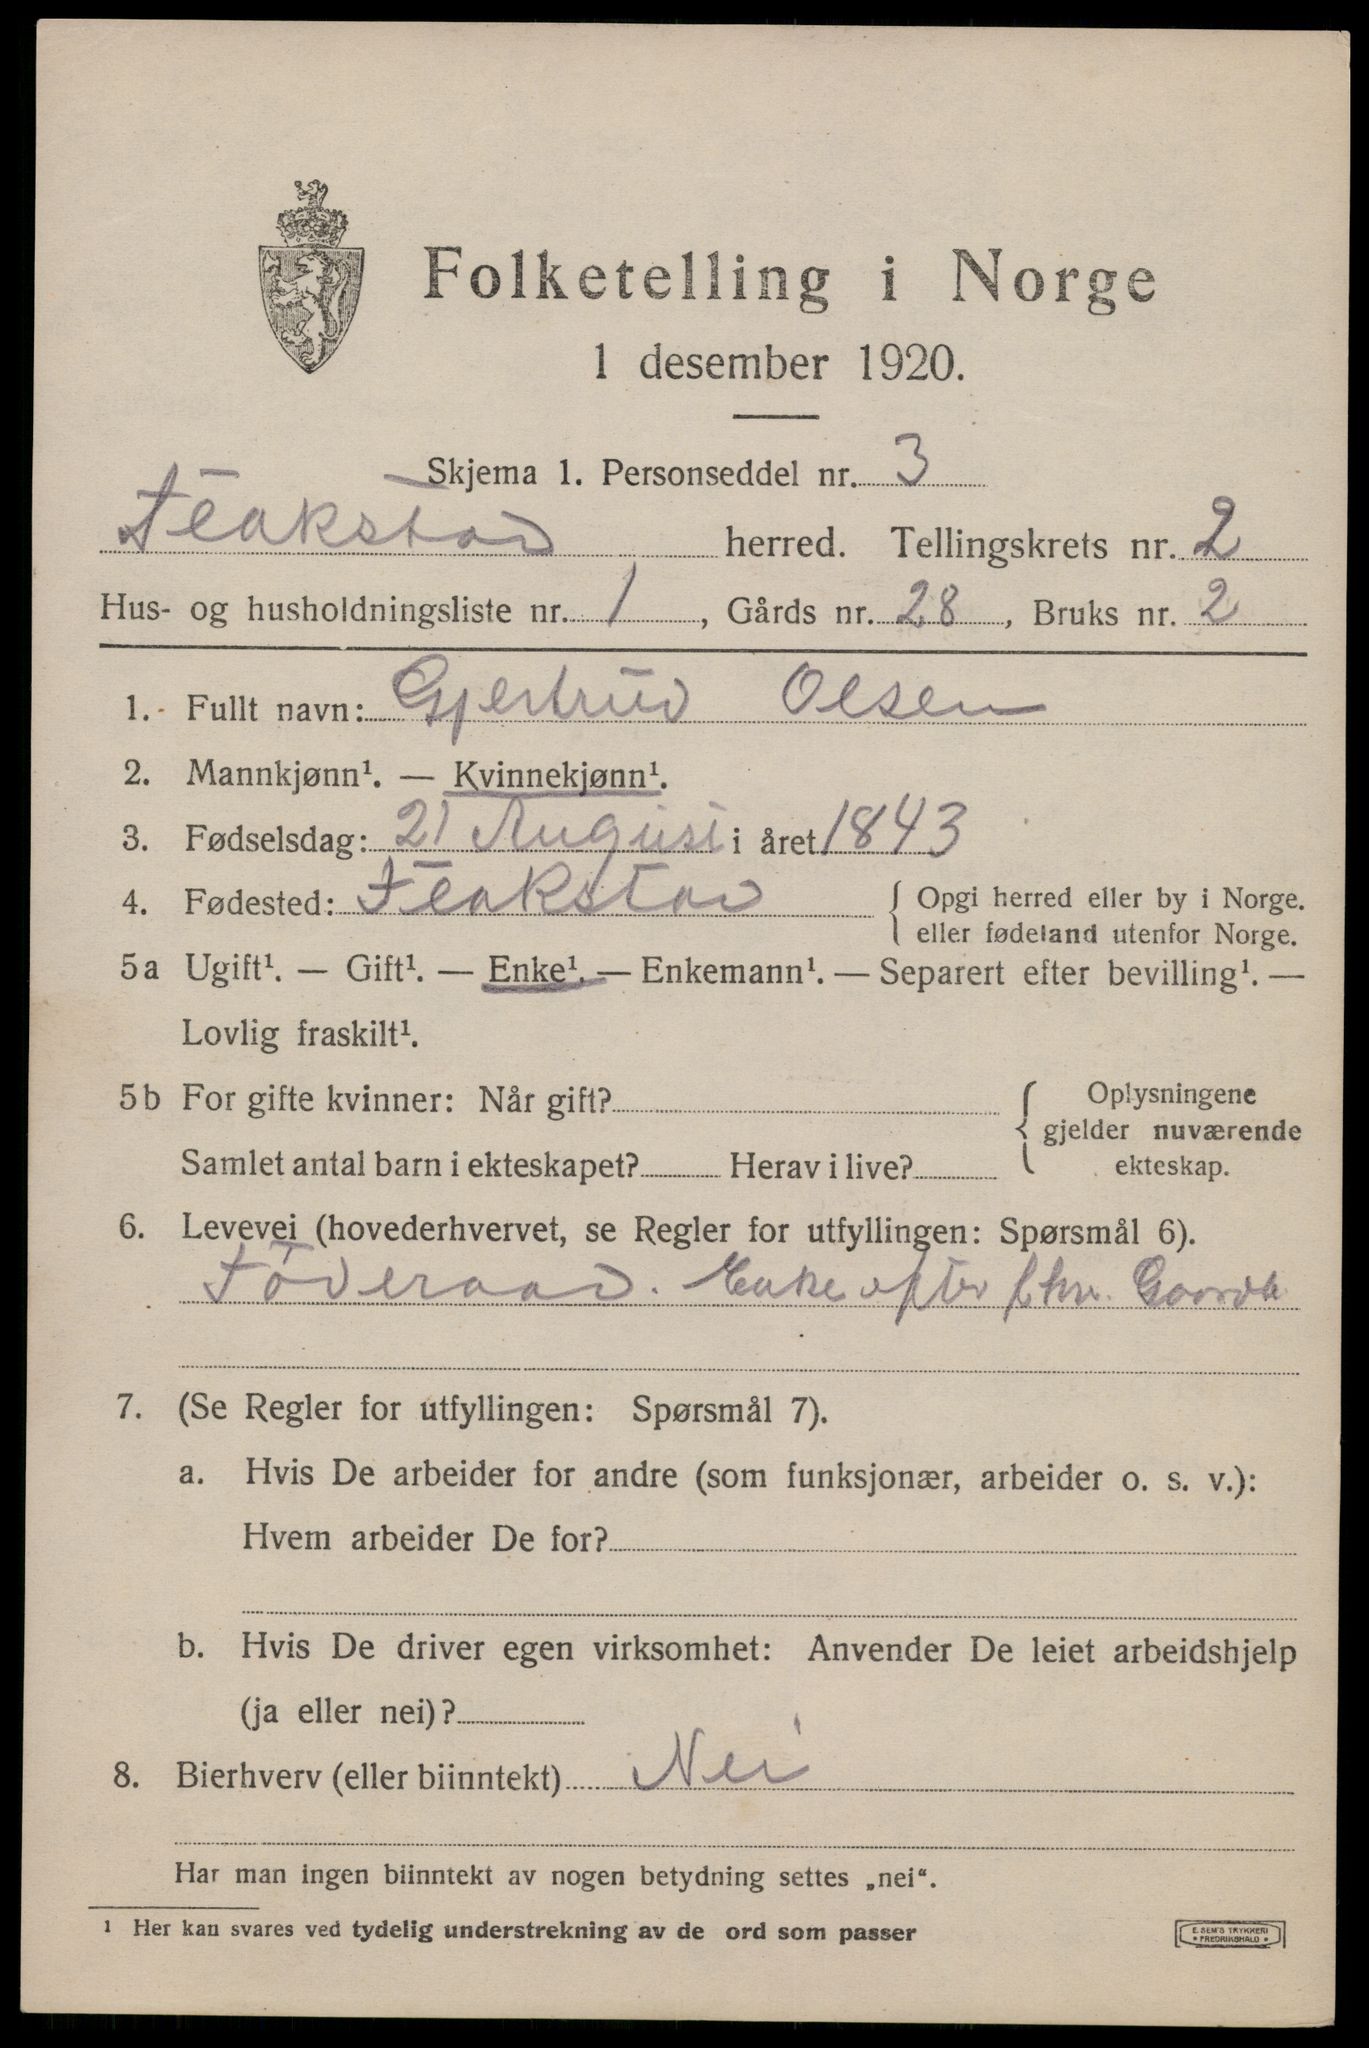 Folketelling i Norge
1 desember 1920.
Skjema 1. Personseddel nr. 3
Flakstad herred. Tellingskrets nr. 2
Hus- og husholdningsliste nr. 1, Gårds nr. 28, Bruks nr. 2
1. Fullt navn: Gjertrud Olsen
2. Mannkjønn¹. — Kvinnekjønn¹.
3. Fødselsdag: 21 August i året 1843
4. Fødested: Flakstad { Opgi herred eller by i Norge.
eller fødeland utenfor Norge.
5a Ugift¹. — Gift¹. — Enke¹. — Enkemann¹. — Separert efter bevilling¹. —
Lovlig fraskilt¹.
5b For gifte kvinner: Når gift? { Oplysningene
gjelder nuværende
Samlet antal barn i ekteskapet? Herav i live? ekteskap.
6. Levevei (hovederhvervet, se Regler for utfyllingen: Spørsmål 6).
Föderaad. Enke efter
7. (Se Regler for utfyllingen: Spørsmål 7).
a. Hvis De arbeider for andre (som funksjonær, arbeider o. s. v.):
Hvem arbeider De for?
b. Hvis De driver egen virksomhet: Anvender De leiet arbeidshjelp
(ja eller nei)?
8. Bierhverv (eller biinntekt) Nei
Har man ingen biinntekt av nogen betydning settes „nei“.
1 Her kan svares ved tydelig understrekning av de ord som passer
E. SEM'S TRYKKERI
FREDRIKSHALD